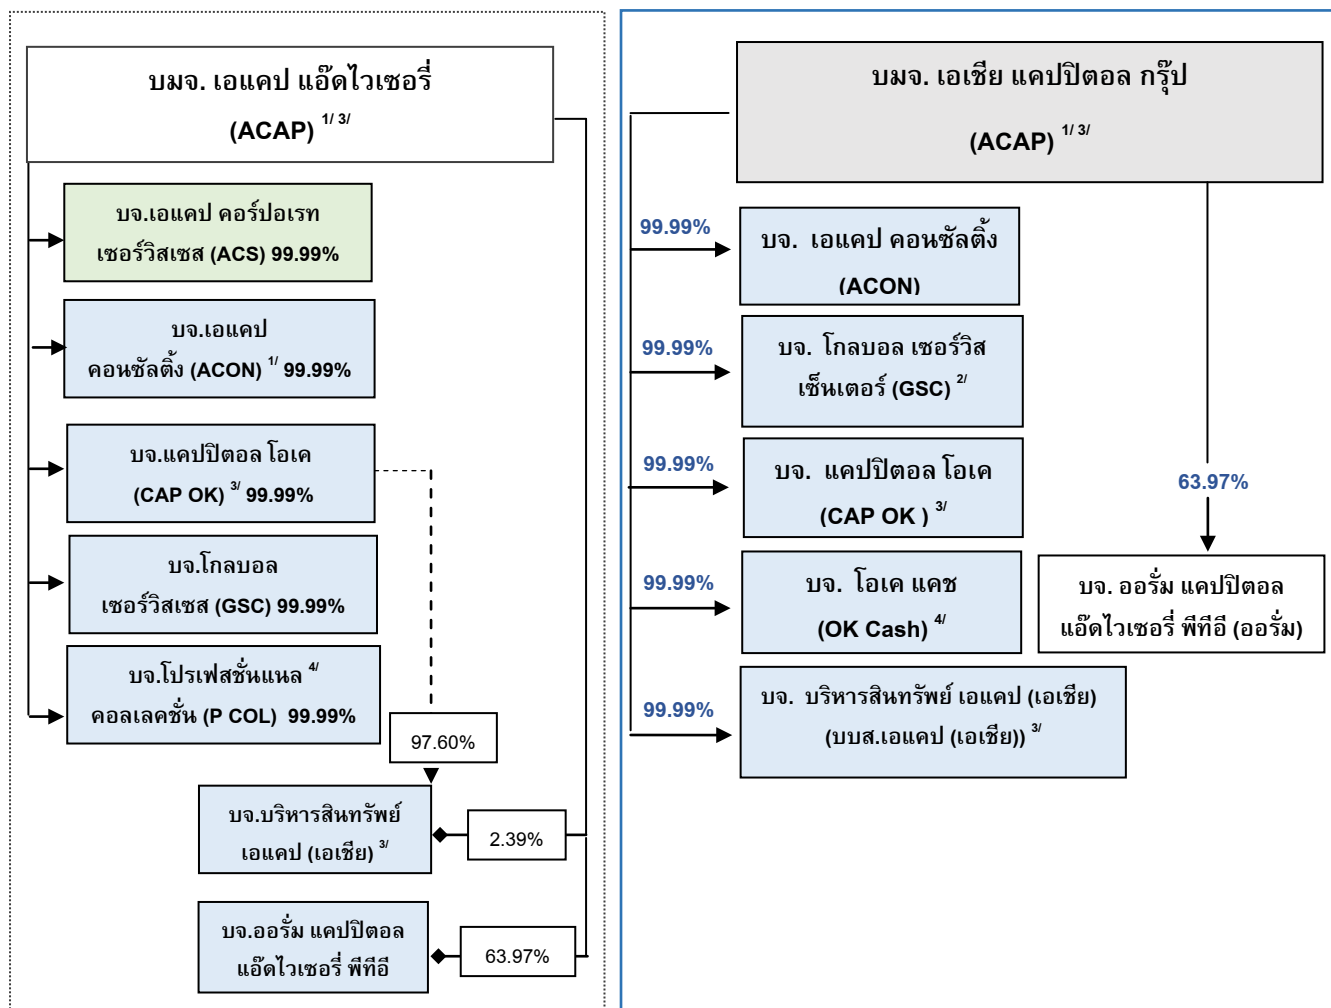 บมจ. เอแคป แอ๊ดไวเซอรี่
(ACAP) 1/ 3/
บจ.เอแคป คอร์ปอเรท
เซอร์วิสเซส (ACS) 99.99%
บจ.เอแคป
คอนซัลติ้ง (ACON) 1/ 99.99%
บจ.แคปปิตอล โอเค
(CAP OK) 3/ 99.99%
บจ.โกลบอล
เซอร์วิสเซส (GSC) 99.99%
บจ.โปรเฟสชั่นแนล 4/
คอลเลคชั่น (P COL) 99.99%
97.60%
บจ.บริหารสินทรัพย์
เอแคป (เอเชีย) 3/
2.39%
บจ.ออรั่ม แคปปิตอล
แอ๊ดไวเซอรี่ พีทีอี
63.97%
บมจ. เอเชีย แคปปิตอล กรุ๊ป
(ACAP) 1/ 3/
99.99%
บจ. เอแคป คอนซัลติ้ง
(ACON)
99.99%
บจ. โกลบอล เซอร์วิส
เซ็นเตอร์ (GSC) 2/
99.99%
บจ. แคปปิตอล โอเค
(CAP OK ) 3/
99.99%
บจ. โอเค แคช
(OK Cash) 4/
99.99%
บจ. บริหารสินทรัพย์ เอแคป (เอเชีย)
(บบส.เอแคป (เอเชีย)) 3/
63.97%
บจ. ออรั่ม แคปปิตอล
แอ๊ดไวเซอรี่ พีทีอี (ออรั่ม)